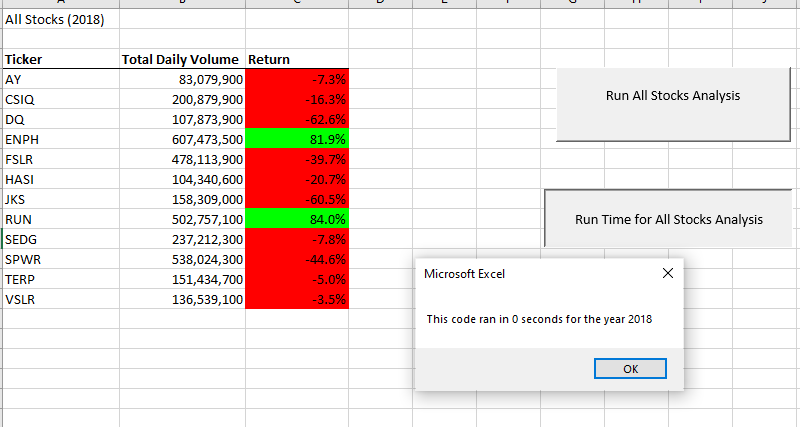 All Stocks (2018)
Ticker Total Daily Volume Return
AY 83,079,900 -7.3%
CSIQ 200,879,900 -16.3%
DQ 107,873,900 -62.6%
ENPH 607,473,500 81.9%
FSLR 478,113,900 -39.7%
HASI 104,340,600 -20.7%
JKS 158,309,000 -60.5%
RUN 502,757,100 84.0%
SEDG 237,212,300 -7.8%
SPWR 538,024,300 -44.6%
TERP 151,434,700 -5.0%
VSLR 136,539,100 -3.5%
Run All Stocks Analysis
Run Time for All Stocks Analysis
Microsoft Excel
This code ran in 0 seconds for the year 2018
OK